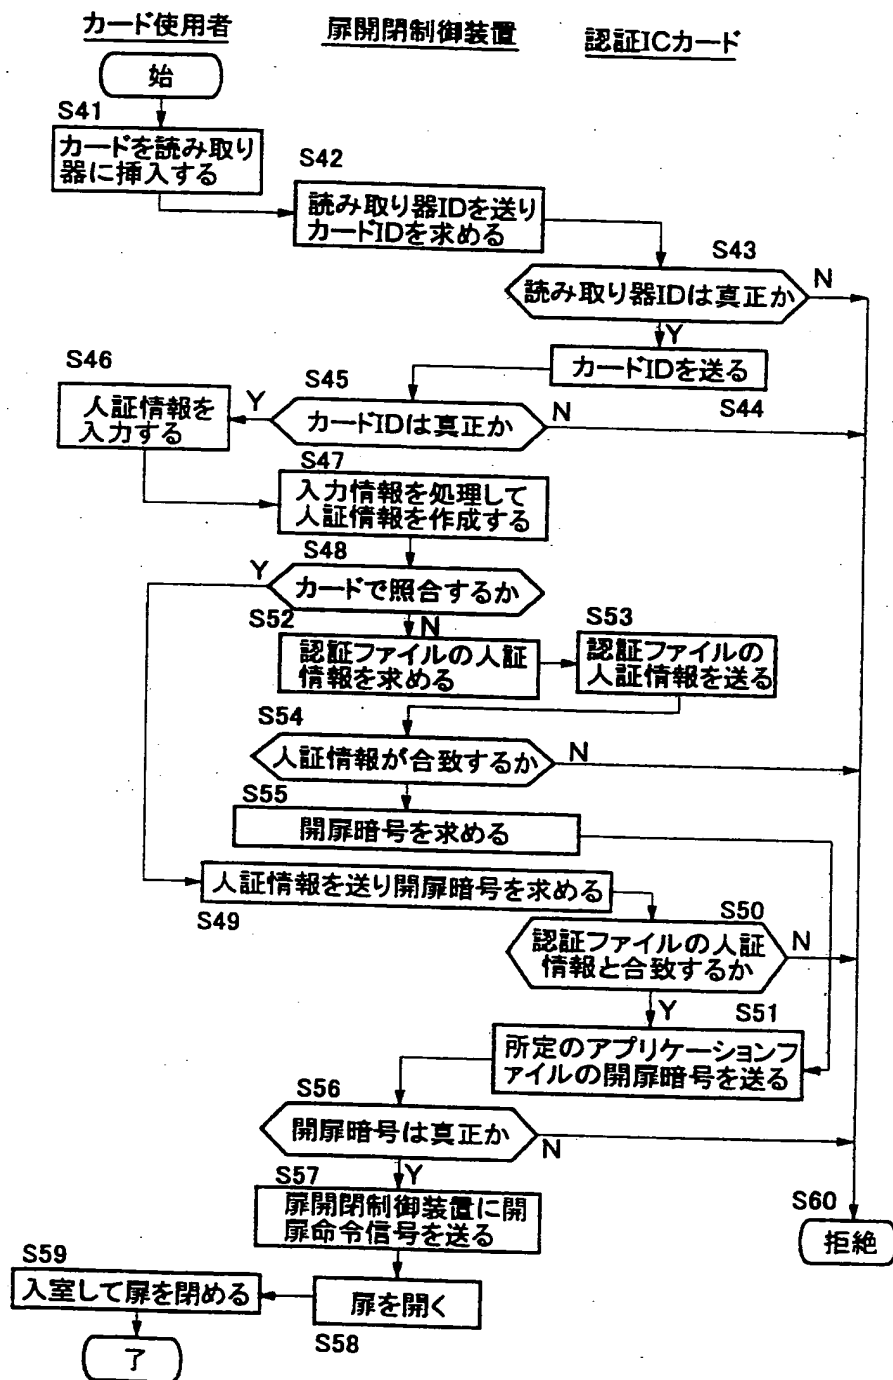 カード使用者
扉開閉制御装置
認証ICカード
始
S41
カードを読み取り
器に挿入する
S42
読み取り器IDを送り
カードIDを求める
S43
読み取り器IDは真正か
N
Y
カードIDを送る
S44
S45
カードIDは真正か
Y
N
S46
人証情報を
入力する
S47
入力情報を処理して
人証情報を作成する
S48
カードで照合するか
Y
N
S52
認証ファイルの人証
情報を求める
S53
認証ファイルの
人証情報を送る
S54
人証情報が合致するか
N
S55
開扉暗号を求める
人証情報を送り開扉暗号を求める
S49
S50
認証ファイルの人証
情報と合致するか
N
Y
S51
所定のアプリケーションフ
ァイルの開扉暗号を送る
S56
開扉暗号は真正か
N
Y
S57
扉開閉制御装置に開
扉命令信号を送る
S60
拒絶
S59
入室して扉を閉める
扉を開く
S58
了